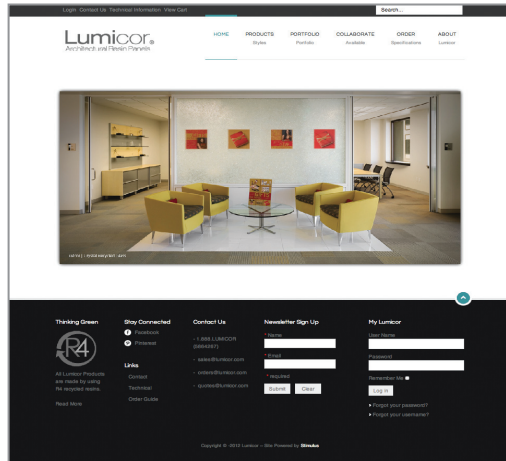 Login Contact Us Technical Information View Cart
Search...
Lumicor®
Architectural Resin Panels
HOME PRODUCTS PORTFOLIO COLLABORATE ORDER ABOUT
Styles Portfolio Available Specifications Lumicor
Thinking Green
R4
All Lumicor Products
are made by using
recycled resins.
Read More
Stay Connected
Facebook
Pinterest
Links
Contact
Technical
Order Guide
Contact Us
- 1.888.LUMICOR
(5864267)
- sales@lumicor.com
- orders@lumicor.com
- quotes@lumicor.com
Newsletter Sign Up
* Name
* Email
* required
Submit Clear
My Lumicor
User Name
Password
Remember Me
Log in
Forgot your password?
Forgot your username?
Copyright © 2013 Lumicor – Site Powered by